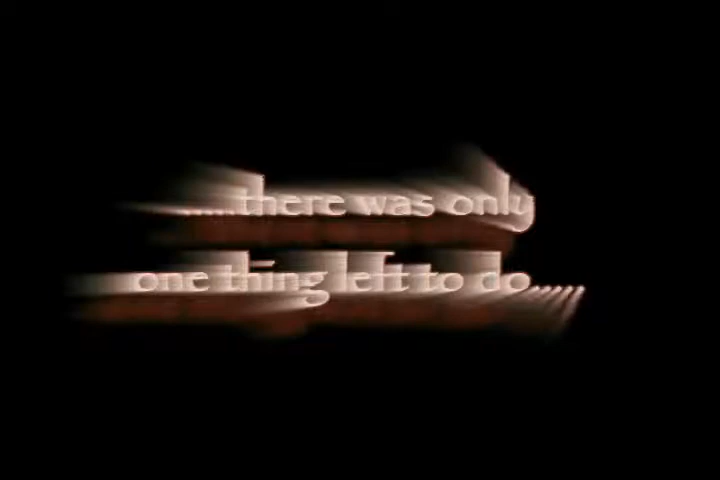 .....there was only
one thing left to do.....